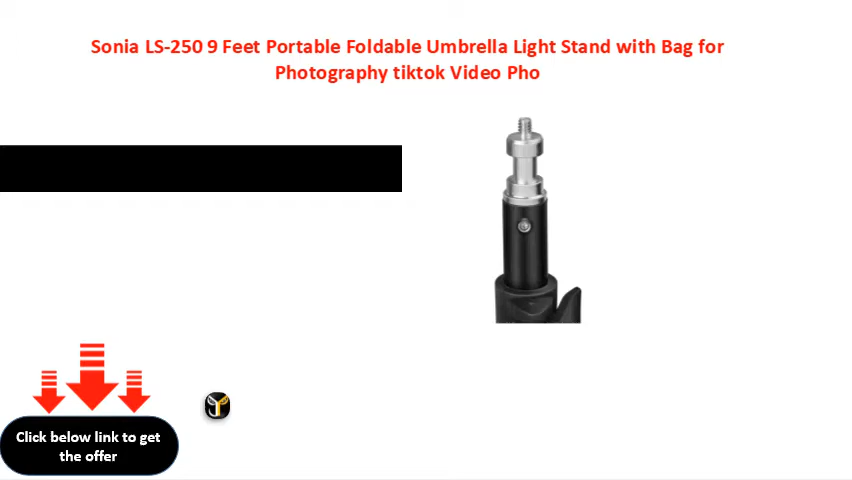 Sonia LS-250 9 Feet Portable Foldable Umbrella Light Stand with Bag for
Photography tiktok Video Pho
Click below link to get
the offer